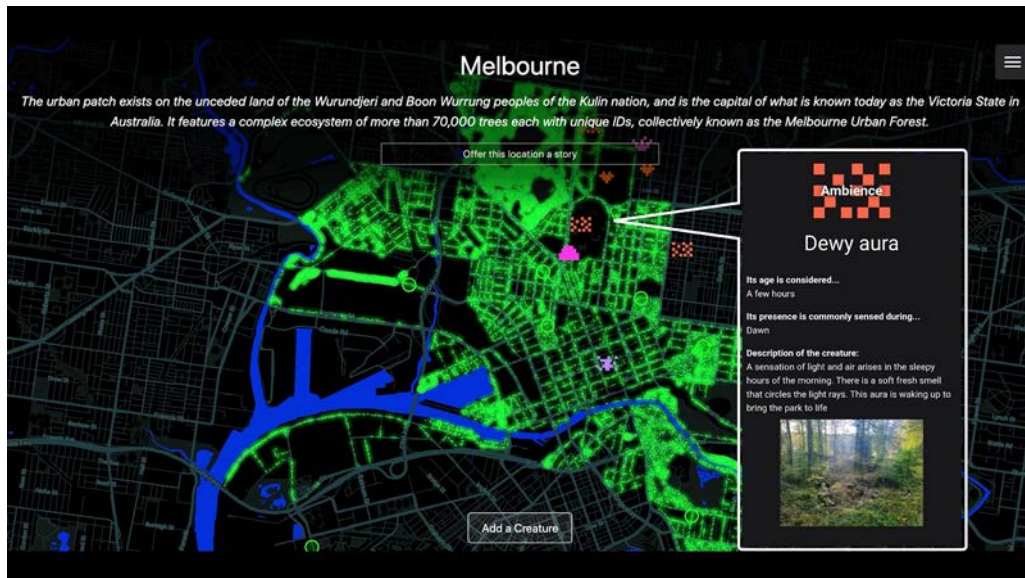 Melbourne
The urban patch exists on the unceded land of the Wurundjeri and Boon Wurrung peoples of the Kulin nation, and is the capital of what is known today as the Victoria State in
Australia. It features a complex ecosystem of more than 70,000 trees each with unique IDs, collectively known as the Melbourne Urban Forest.
Offer this location a story
Ambience
Dewy aura
Its age is considered...
A few hours
Its presence is commonly sensed during...
Dawn
Description of the creature:
A sensation of light and air arises in the sleepy
hours of the morning. There is a soft fresh smell
that circles the light rays. This aura is waking up to
bring the park to life
Add a Creature